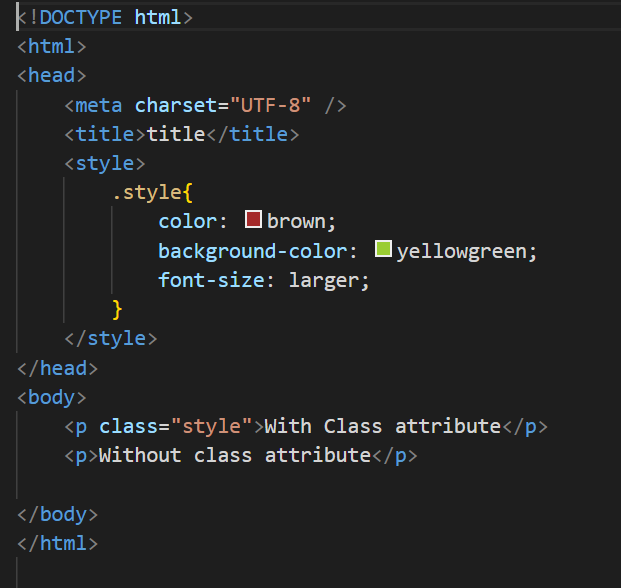 <!DOCTYPE html>
<html>
<head>
    <meta charset="UTF-8" />
    <title>title</title>
    <style>
        .style{
            color: brown;
            background-color: yellowgreen;
            font-size: larger;
        }
    </style>
</head>
<body>
    <p class="style">With Class attribute</p>
    <p>Without class attribute</p>

</body>
</html>